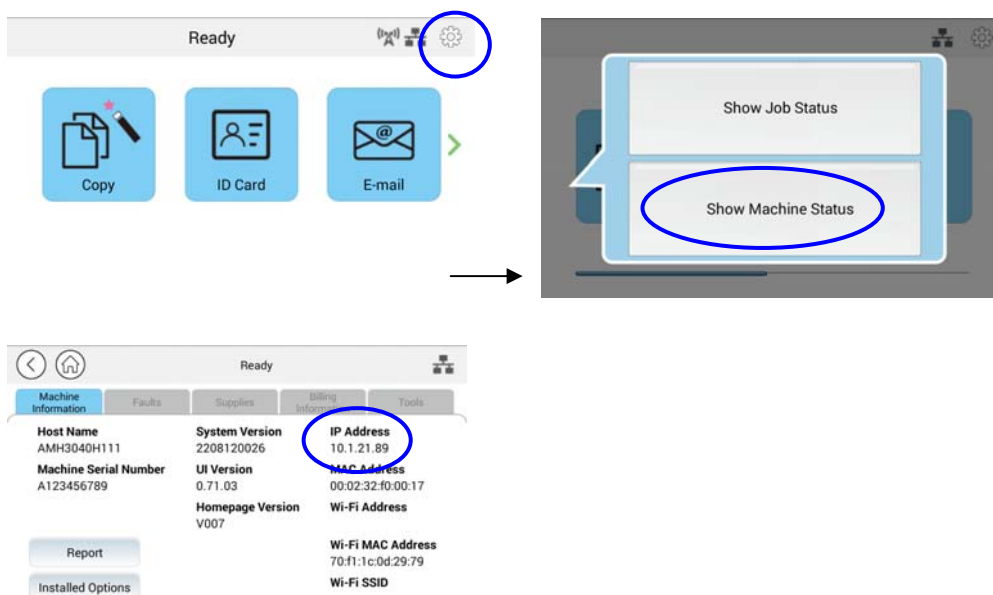 Ready
Copy
ID Card
@
E-mail
Show Job Status
Show Machine Status
Ready
Machine
Information
Faults
Supplies
Billing
Information
Tools
Host Name
AMH3040H111
Machine Serial Number
A123456789
Report
Installed Options
System Version
2208120026
UI Version
0.71.03
Homepage Version
V007
IP Address
10.1.21.89
MAC Address
00:02:32:f0:00:17
Wi-Fi Address
Wi-Fi MAC Address
70:f1:1c:0d:29:79
Wi-Fi SSID